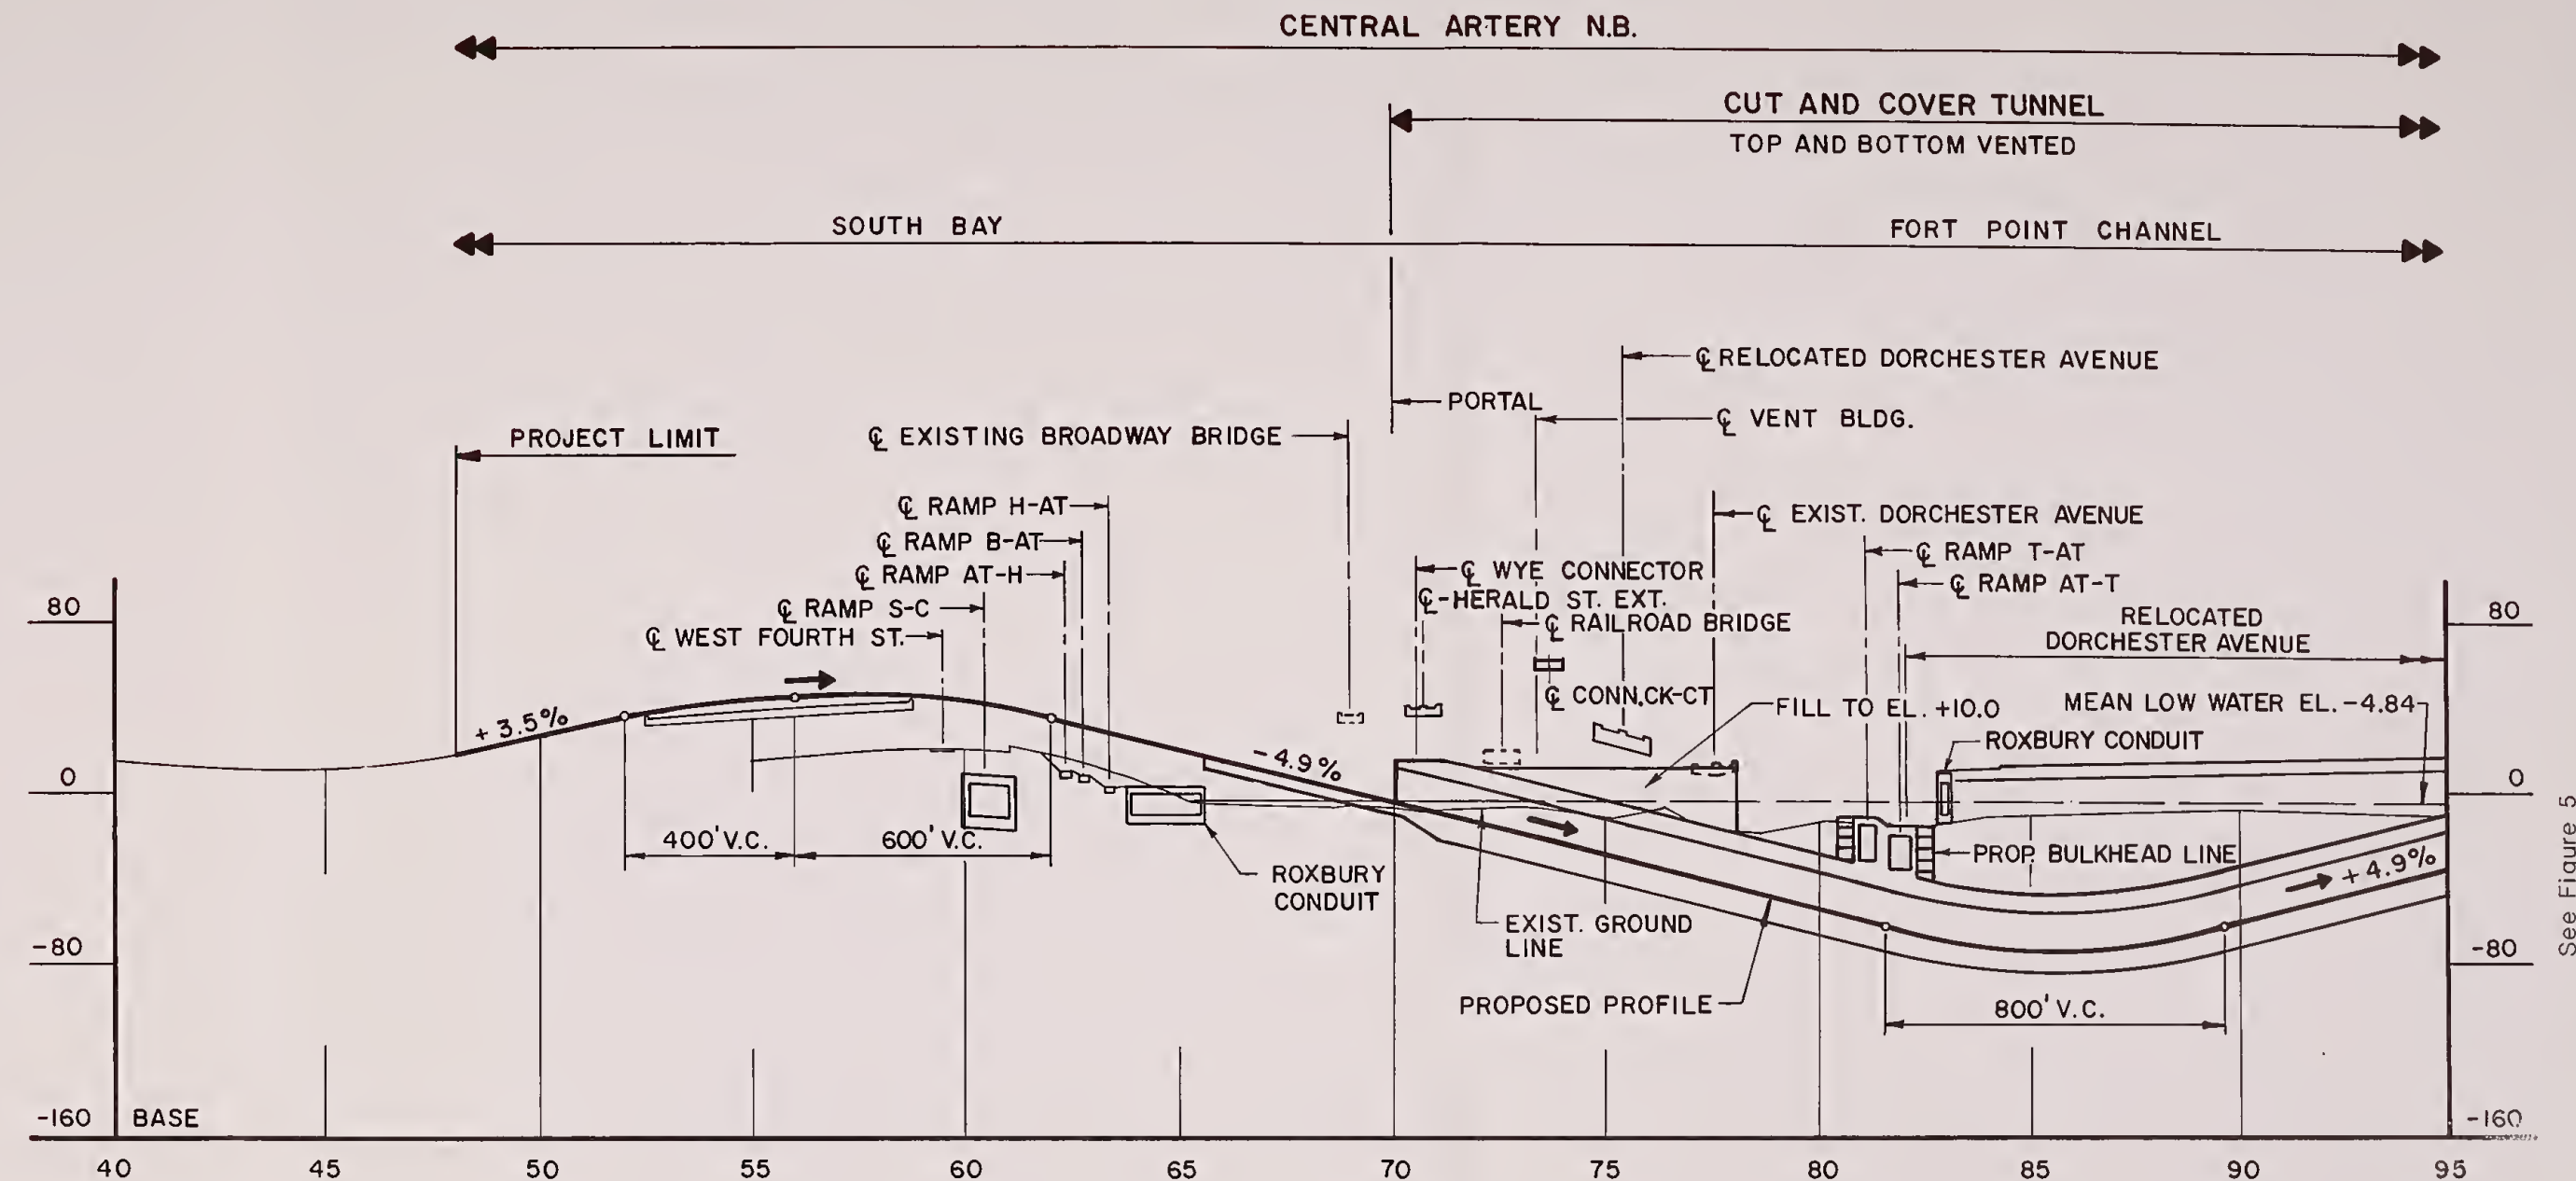 CENTRAL ARTERY N.B.
CUT AND COVER TUNNEL
TOP AND BOTTOM VENTED
SOUTH BAY
FORT POINT CHANNEL
℄ RELOCATED DORCHESTER AVENUE
PORTAL
℄ VENT BLDG.
PROJECT LIMIT
℄ EXISTING BROADWAY BRIDGE
℄ RAMP H-AT
℄ EXIST. DORCHESTER AVENUE
℄ RAMP B-AT
℄ RAMP T-AT
℄ RAMP AT-H
℄ WYE CONNECTOR
℄ RAMP AT-T
℄ HERALD ST. EXT.
80
℄ RAMP S-C
℄ RAILROAD BRIDGE
RELOCATED
DORCHESTER AVENUE
80
℄ WEST FOURTH ST.
℄ CONN.CK-CT
FILL TO EL. +10.0
MEAN LOW WATER EL. -4.84
+3.5%
-4.9%
ROXBURY CONDUIT
0
0
400' V.C.
600' V.C.
ROXBURY
CONDUIT
PROP. BULKHEAD LINE
+4.9%
See Figure 5
EXIST. GROUND
LINE
-80
-80
PROPOSED PROFILE
800' V.C.
-160
BASE
-160
40
45
50
55
60
65
70
75
80
85
90
95